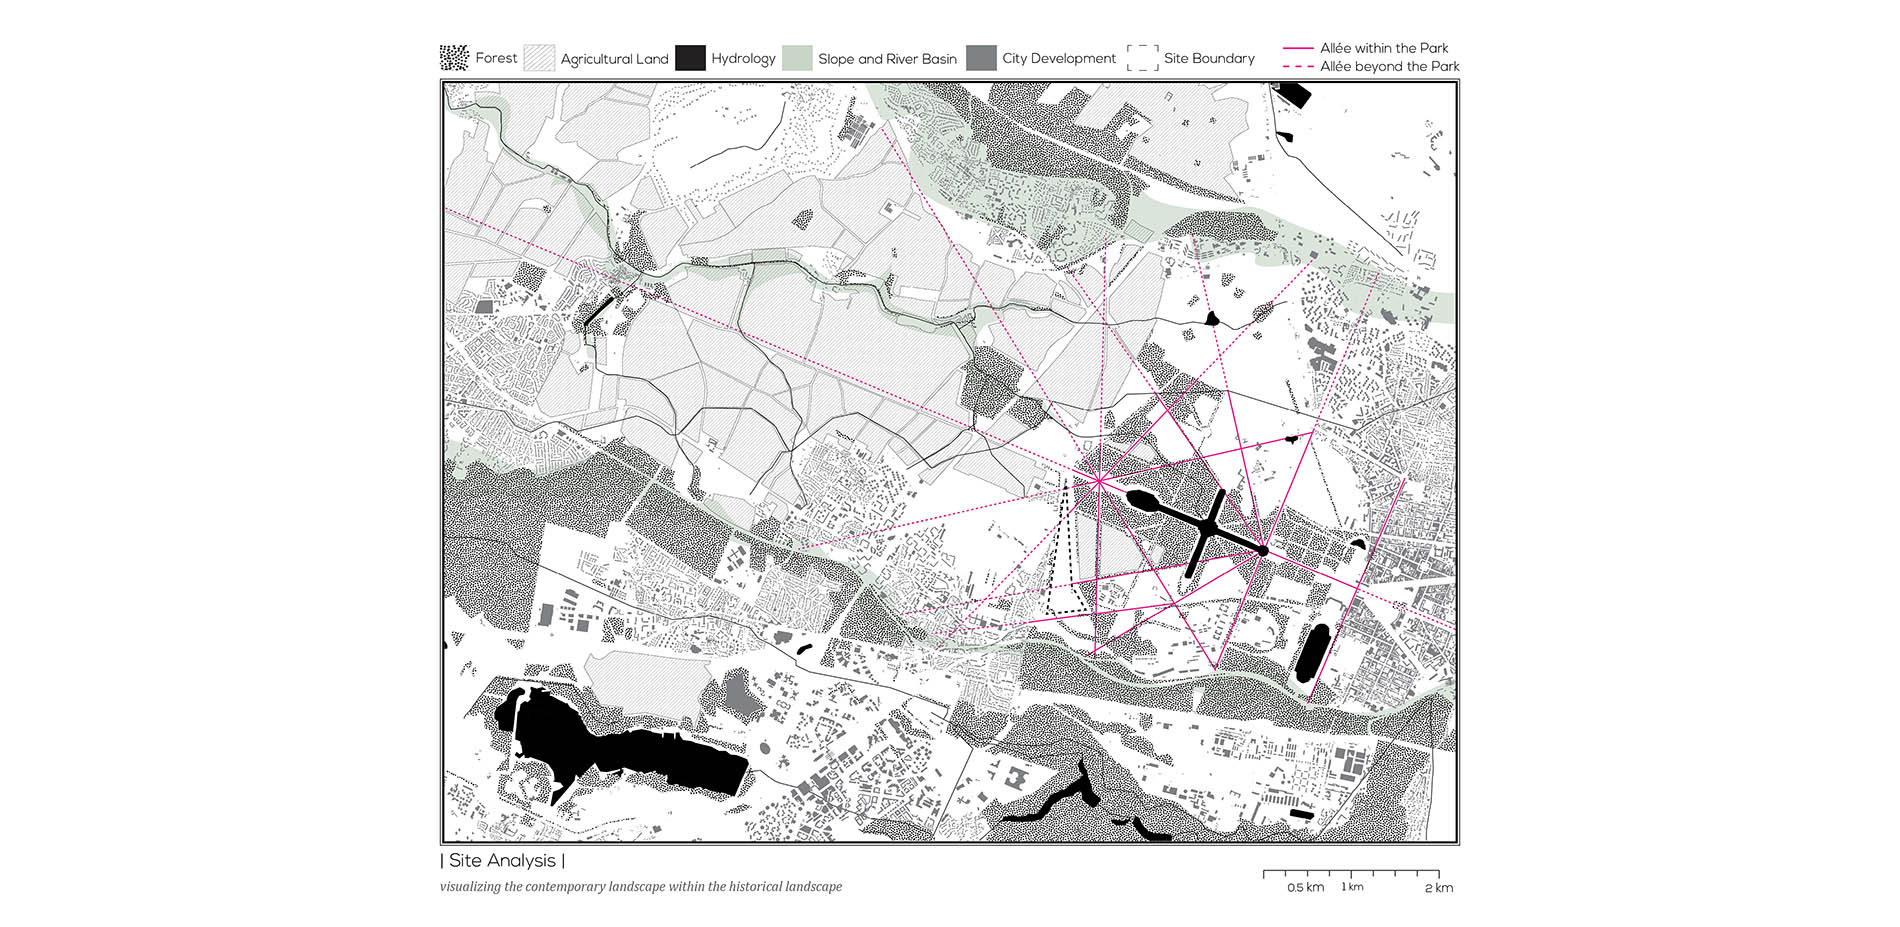 Forest
Agricultural Land
Hydrology
Slope and River Basin
City Development
Site Boundary
Allée within the Park
Allée beyond the Park
| Site Analysis |
visualizing the contemporary landscape within the historical landscape
0.5 km
1 km
2 km